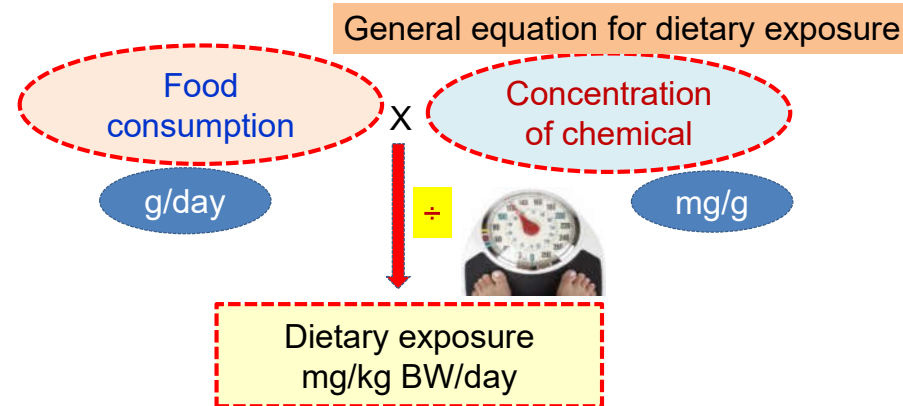 General equation for dietary exposure
Food
consumption
X
Concentration
of chemical
g/day
÷
mg/g
Dietary exposure
mg/kg BW/day